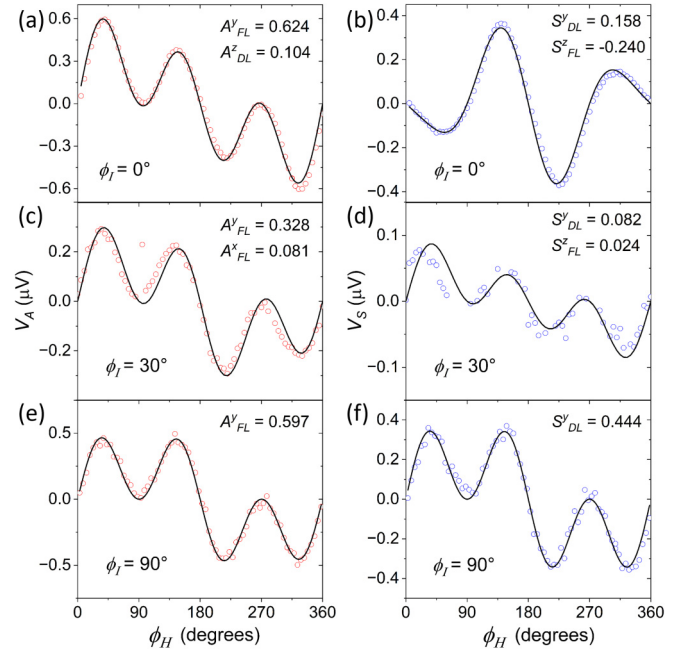 (a)
A^y_FL = 0.624
A^z_DL = 0.104
0.6
0.3
0.0
−0.3
−0.6
ϕ_I = 0°
(b)
S^y_DL = 0.158
S^z_FL = -0.240
0.4
0.2
0.0
−0.2
−0.4
ϕ_I = 0°
(c)
A^y_FL = 0.328
A^x_FL = 0.081
0.2
0.0
−0.2
V_A (µV)
ϕ_I = 30°
(d)
S^y_DL = 0.082
S^z_FL = 0.024
0.1
0.0
−0.1
V_S (µV)
ϕ_I = 30°
(e)
A^y_FL = 0.597
0.5
0.0
−0.5
ϕ_I = 90°
0 90 180 270 360
ϕ_H (degrees)
(f)
S^y_DL = 0.444
0.4
0.2
0.0
−0.2
−0.4
ϕ_I = 90°
0 90 180 270 360
ϕ_H (degrees)